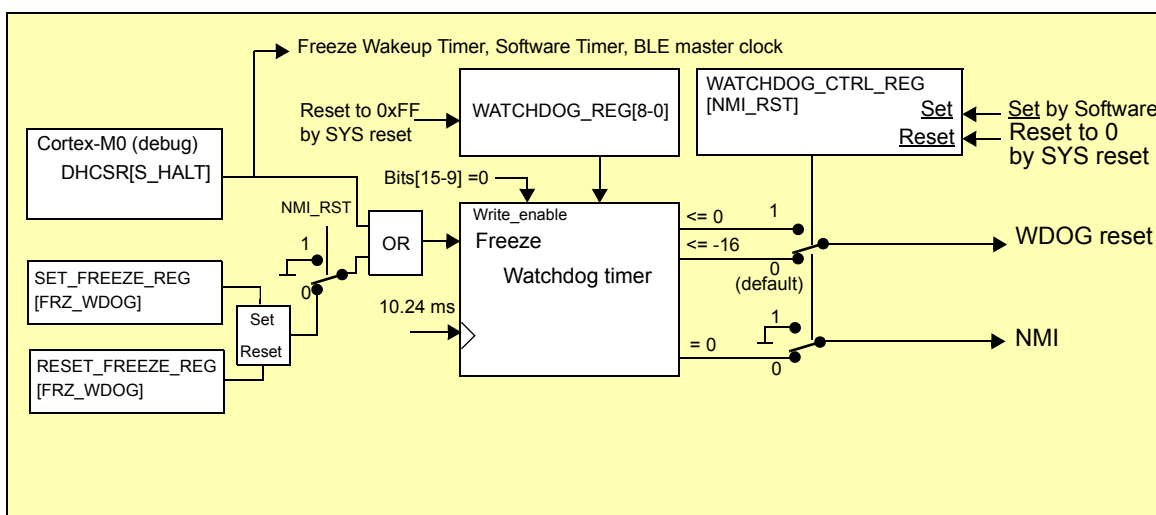 Freeze Wakeup Timer, Software Timer, BLE master clock
Reset to 0xFF
by SYS reset
WATCHDOG_REG[8-0]
WATCHDOG_CTRL_REG
[NMI_RST]
Set
Reset
Set by Software
Reset to 0
by SYS reset
Cortex-M0 (debug)
DHCSR[S_HALT]
Bits[15-9] =0
NMI_RST
1
0
OR
Write_enable
Freeze
Watchdog timer
10.24 ms
<= 0
<= -16
= 0
1
0
(default)
WDOG reset
1
0
NMI
SET_FREEZE_REG
[FRZ_WDOG]
Set
Reset
RESET_FREEZE_REG
[FRZ_WDOG]